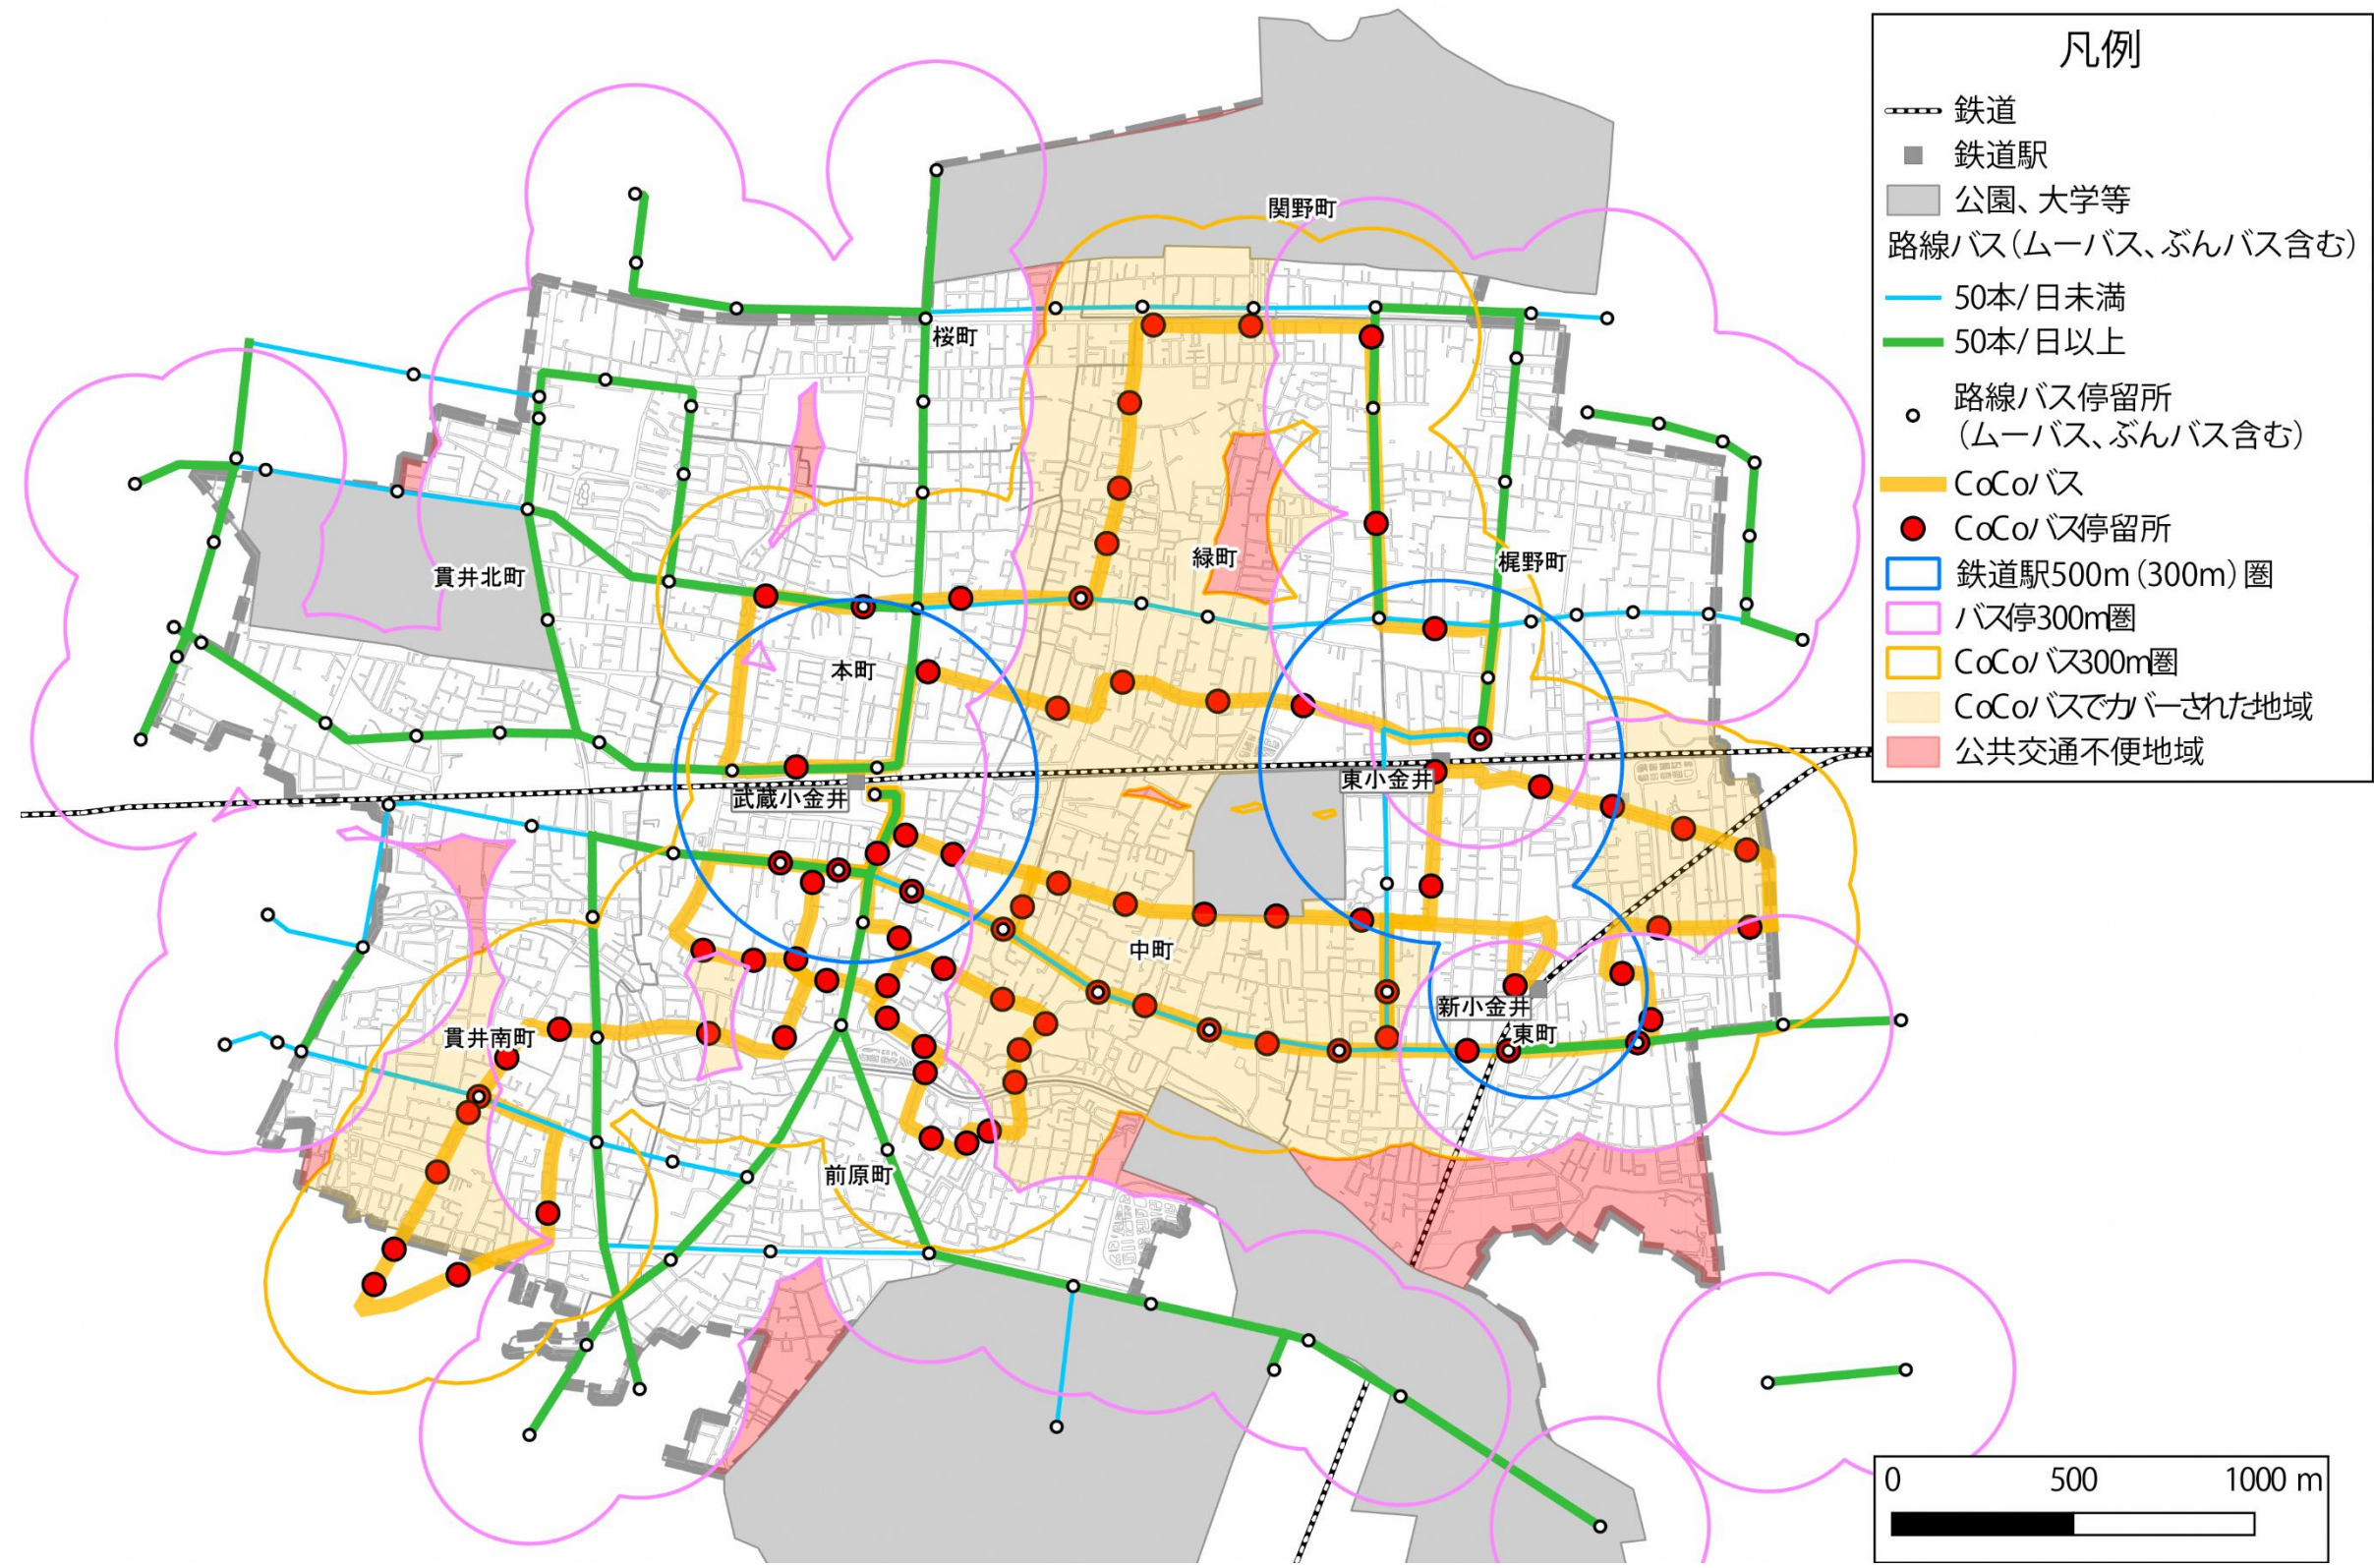 凡例
鉄道
鉄道駅
公園、大学等
路線バス(ムーバス、ぶんバス含む)
50本/日未満
50本/日以上
路線バス停留所
(ムーバス、ぶんバス含む)
CoCoバス
CoCoバス停留所
鉄道駅500m(300m)圏
バス停300m圏
CoCoバス300m圏
CoCoバスでカバーされた地域
公共交通不便地域
関野町
桜町
緑町
梶野町
貫井北町
本町
東小金井
武蔵小金井
中町
新小金井
東町
貫井南町
前原町
0 500 1000 m